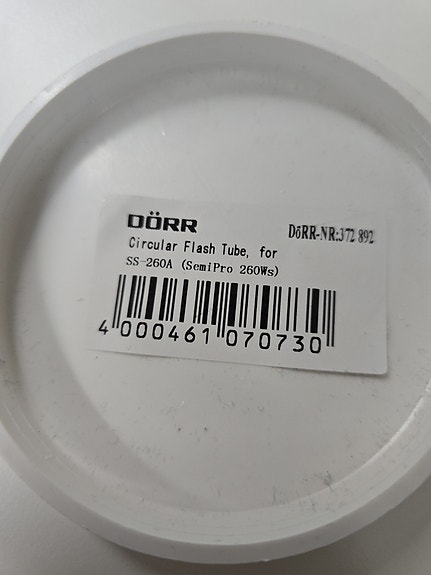 DÖRR
DöRR-NR:372 892
Circular Flash Tube, for
SS-260A (SemiPro 260Ws)
4 000461 070730